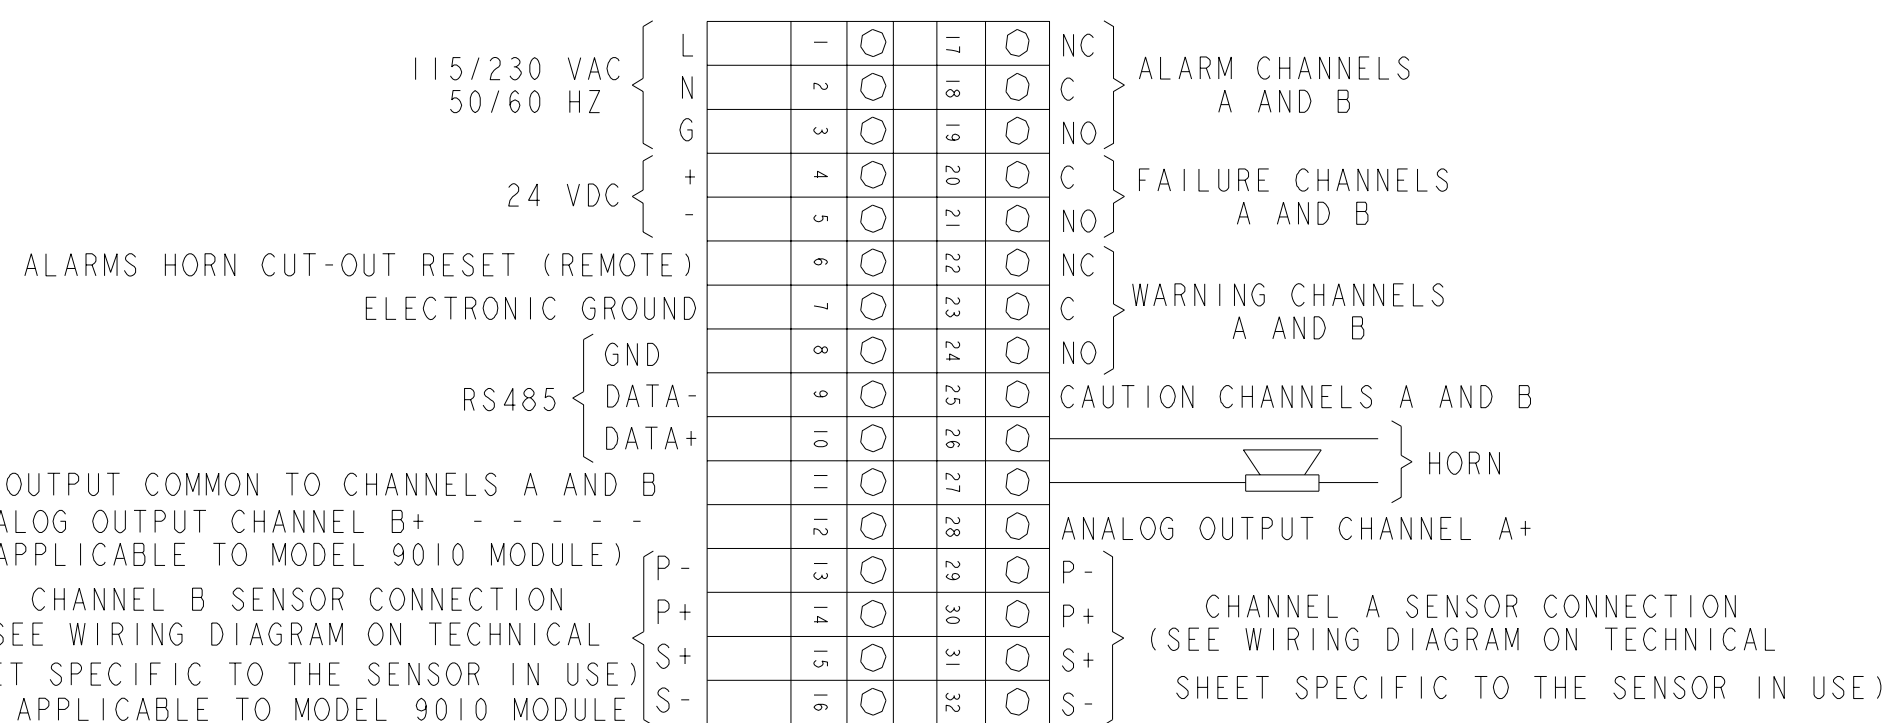 L
115/230 VAC
50/60 HZ
N
G
+
24 VDC
-
ALARMS HORN CUT-OUT RESET (REMOTE)
ELECTRONIC GROUND
GND
RS485
DATA-
DATA+
OUTPUT COMMON TO CHANNELS A AND B
OUTPUT CHANNEL B+ - - - - -
TO MODEL 9010 MODULE)
P-
CHANNEL B SENSOR CONNECTION
P+
WIRING DIAGRAM ON TECHNICAL
S+
SPECIFIC TO THE SENSOR IN USE)
APPLICABLE TO MODEL 9010 MODULE
S-
1 17
2 18
3 19
4 20
5 21
6 22
7 23
8 24
9 25
10 26
11 27
12 28
13 29
14 30
15 31
16 32
NC
ALARM CHANNELS
C
A AND B
NO
C
FAILURE CHANNELS
A AND B
NO
NC
WARNING CHANNELS
C
A AND B
NO
CAUTION CHANNELS A AND B
HORN
ANALOG OUTPUT CHANNEL A+
P-
CHANNEL A SENSOR CONNECTION
P+
(SEE WIRING DIAGRAM ON TECHNICAL
S+
SHEET SPECIFIC TO THE SENSOR IN USE)
S-